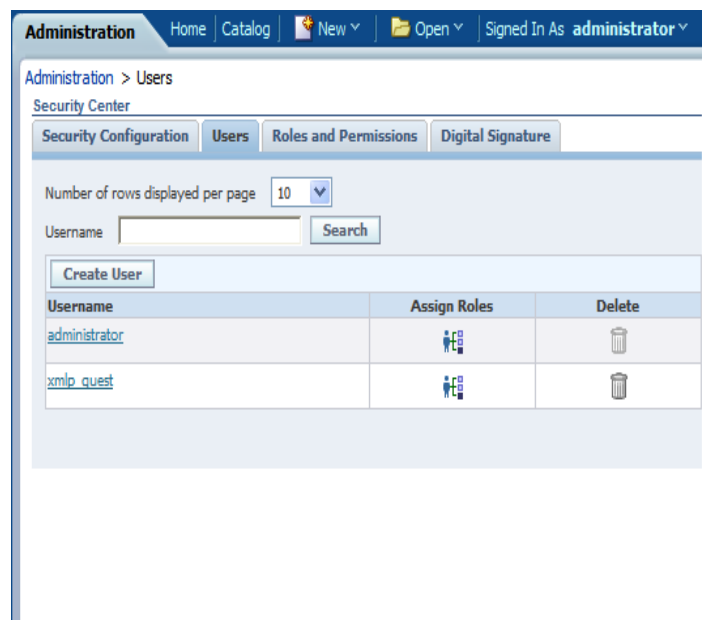 Administration Home Catalog New Open Signed In As administrator
Administration > Users
Security Center
Security Configuration Users Roles and Permissions Digital Signature
Number of rows displayed per page 10
Username Search
Create User
Username Assign Roles Delete
administrator
xmlp_guest